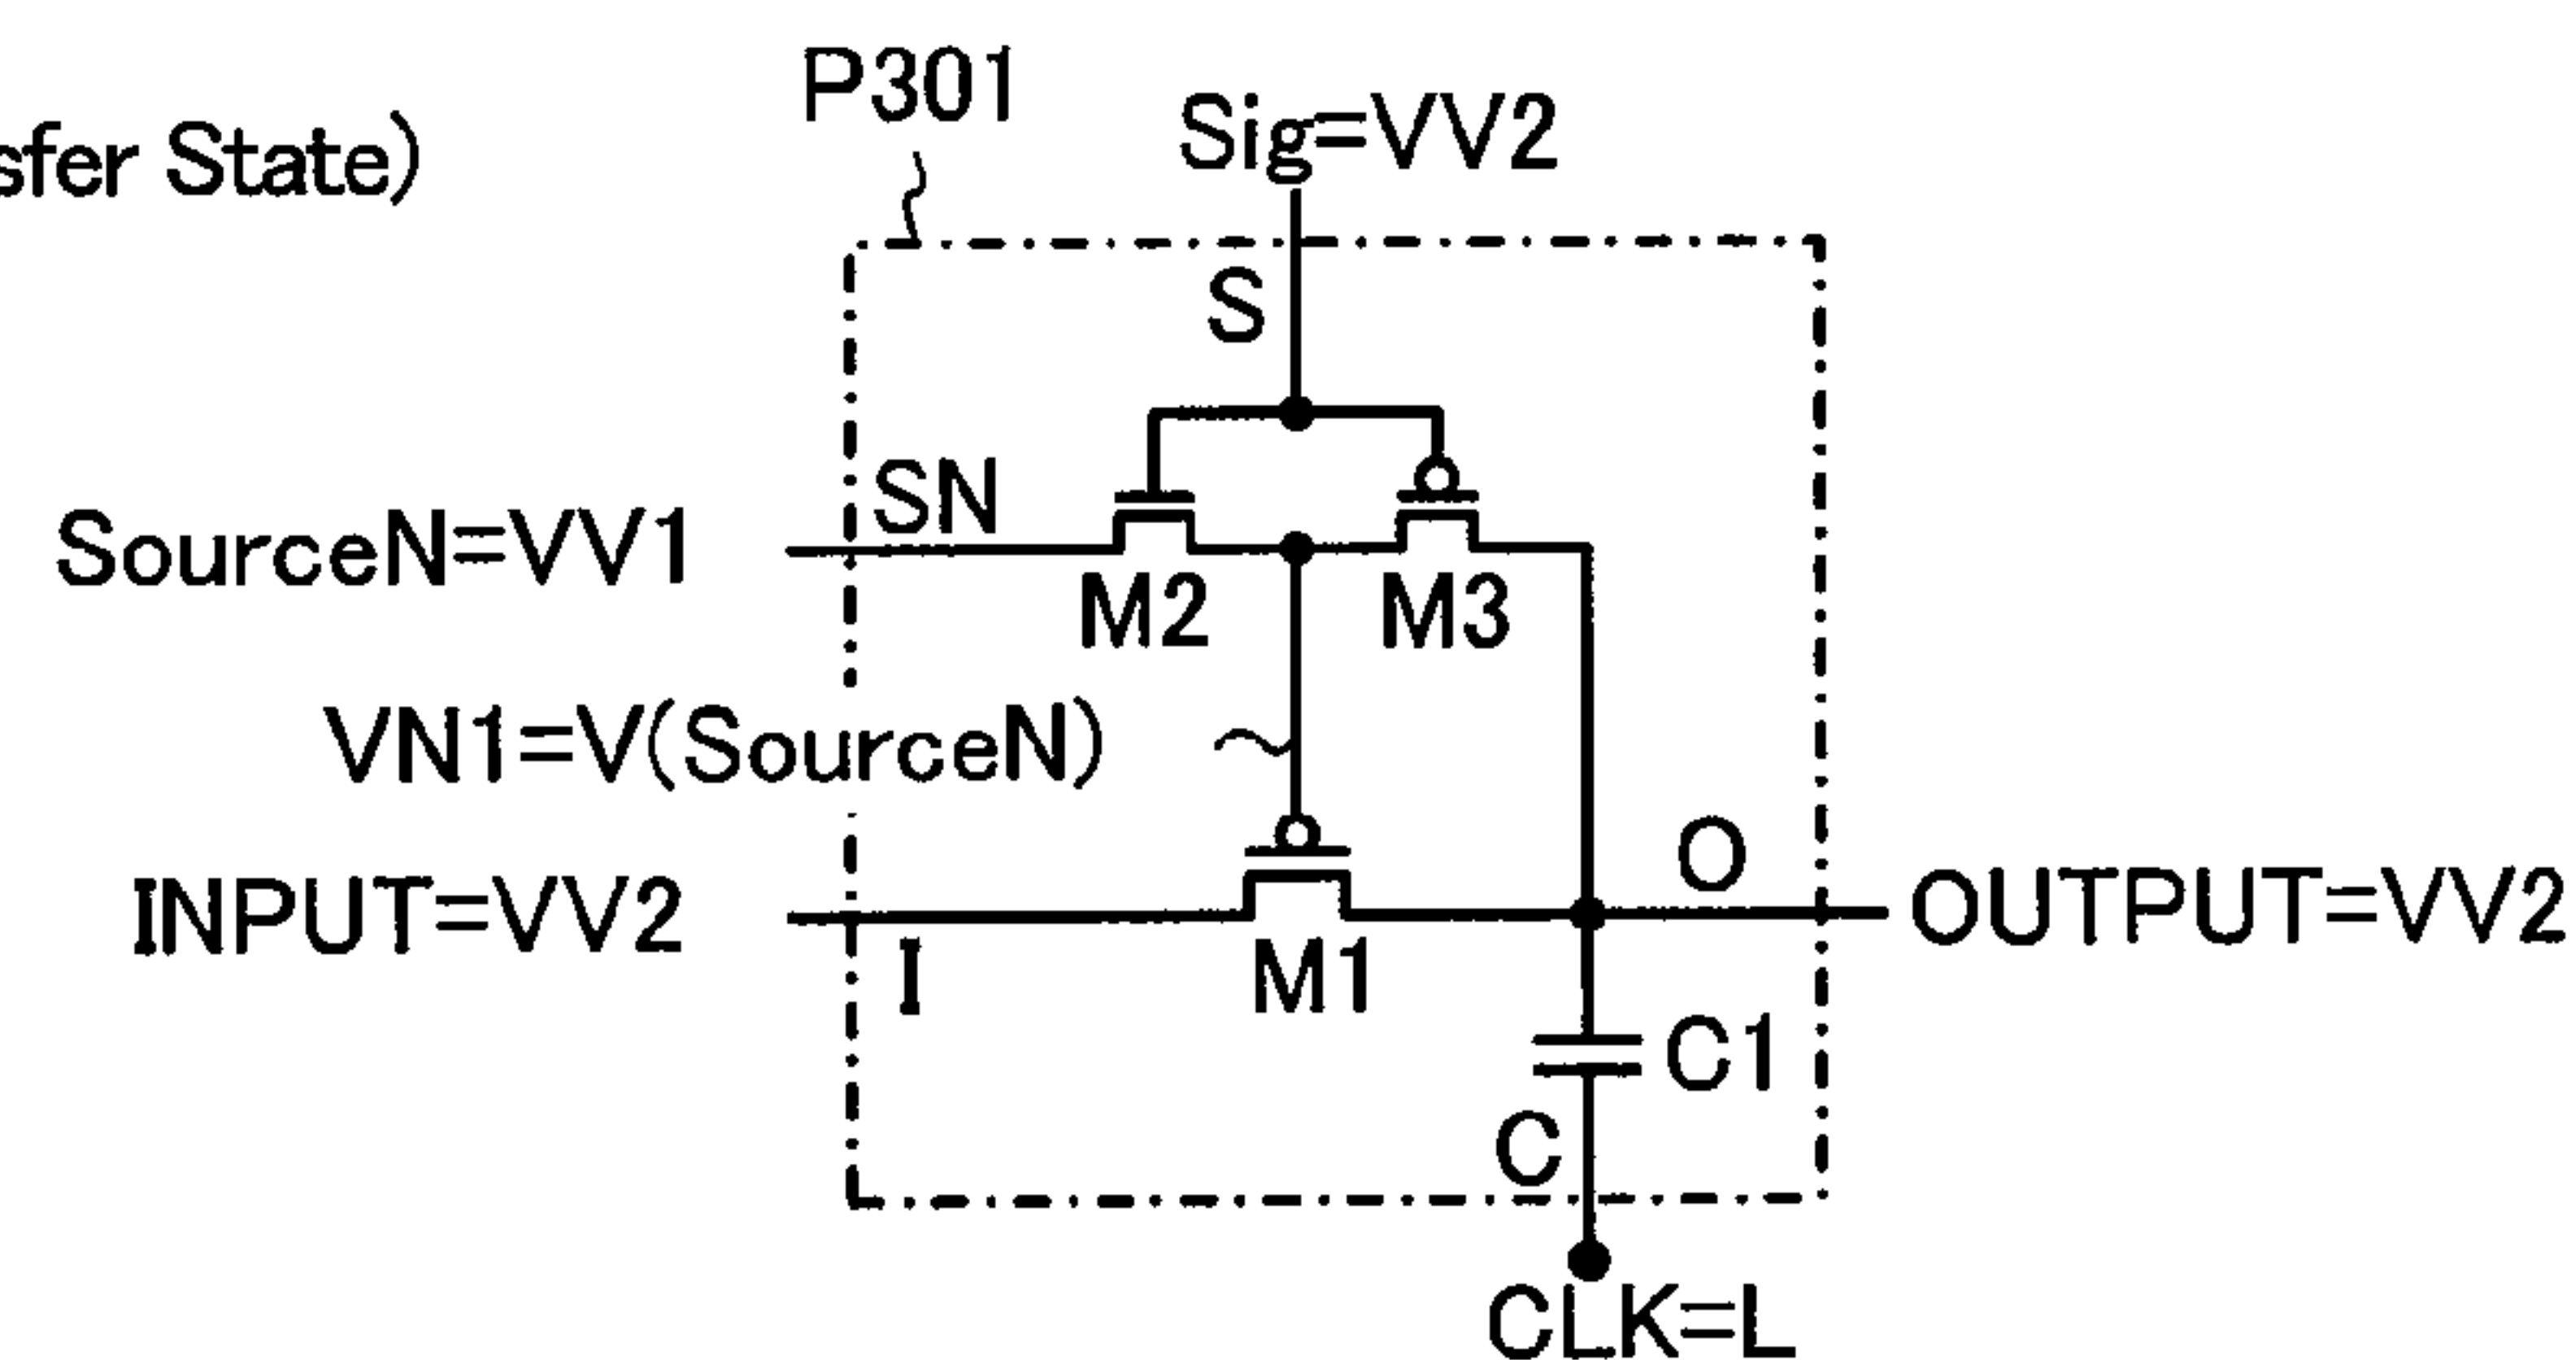 P301
Sig=VV2
sfer State)
S
SN
SourceN=VV1
M2
M3
VN1=V(SourceN)
O
INPUT=VV2
OUTPUT=VV2
I
M1
C1
C
CLK=L